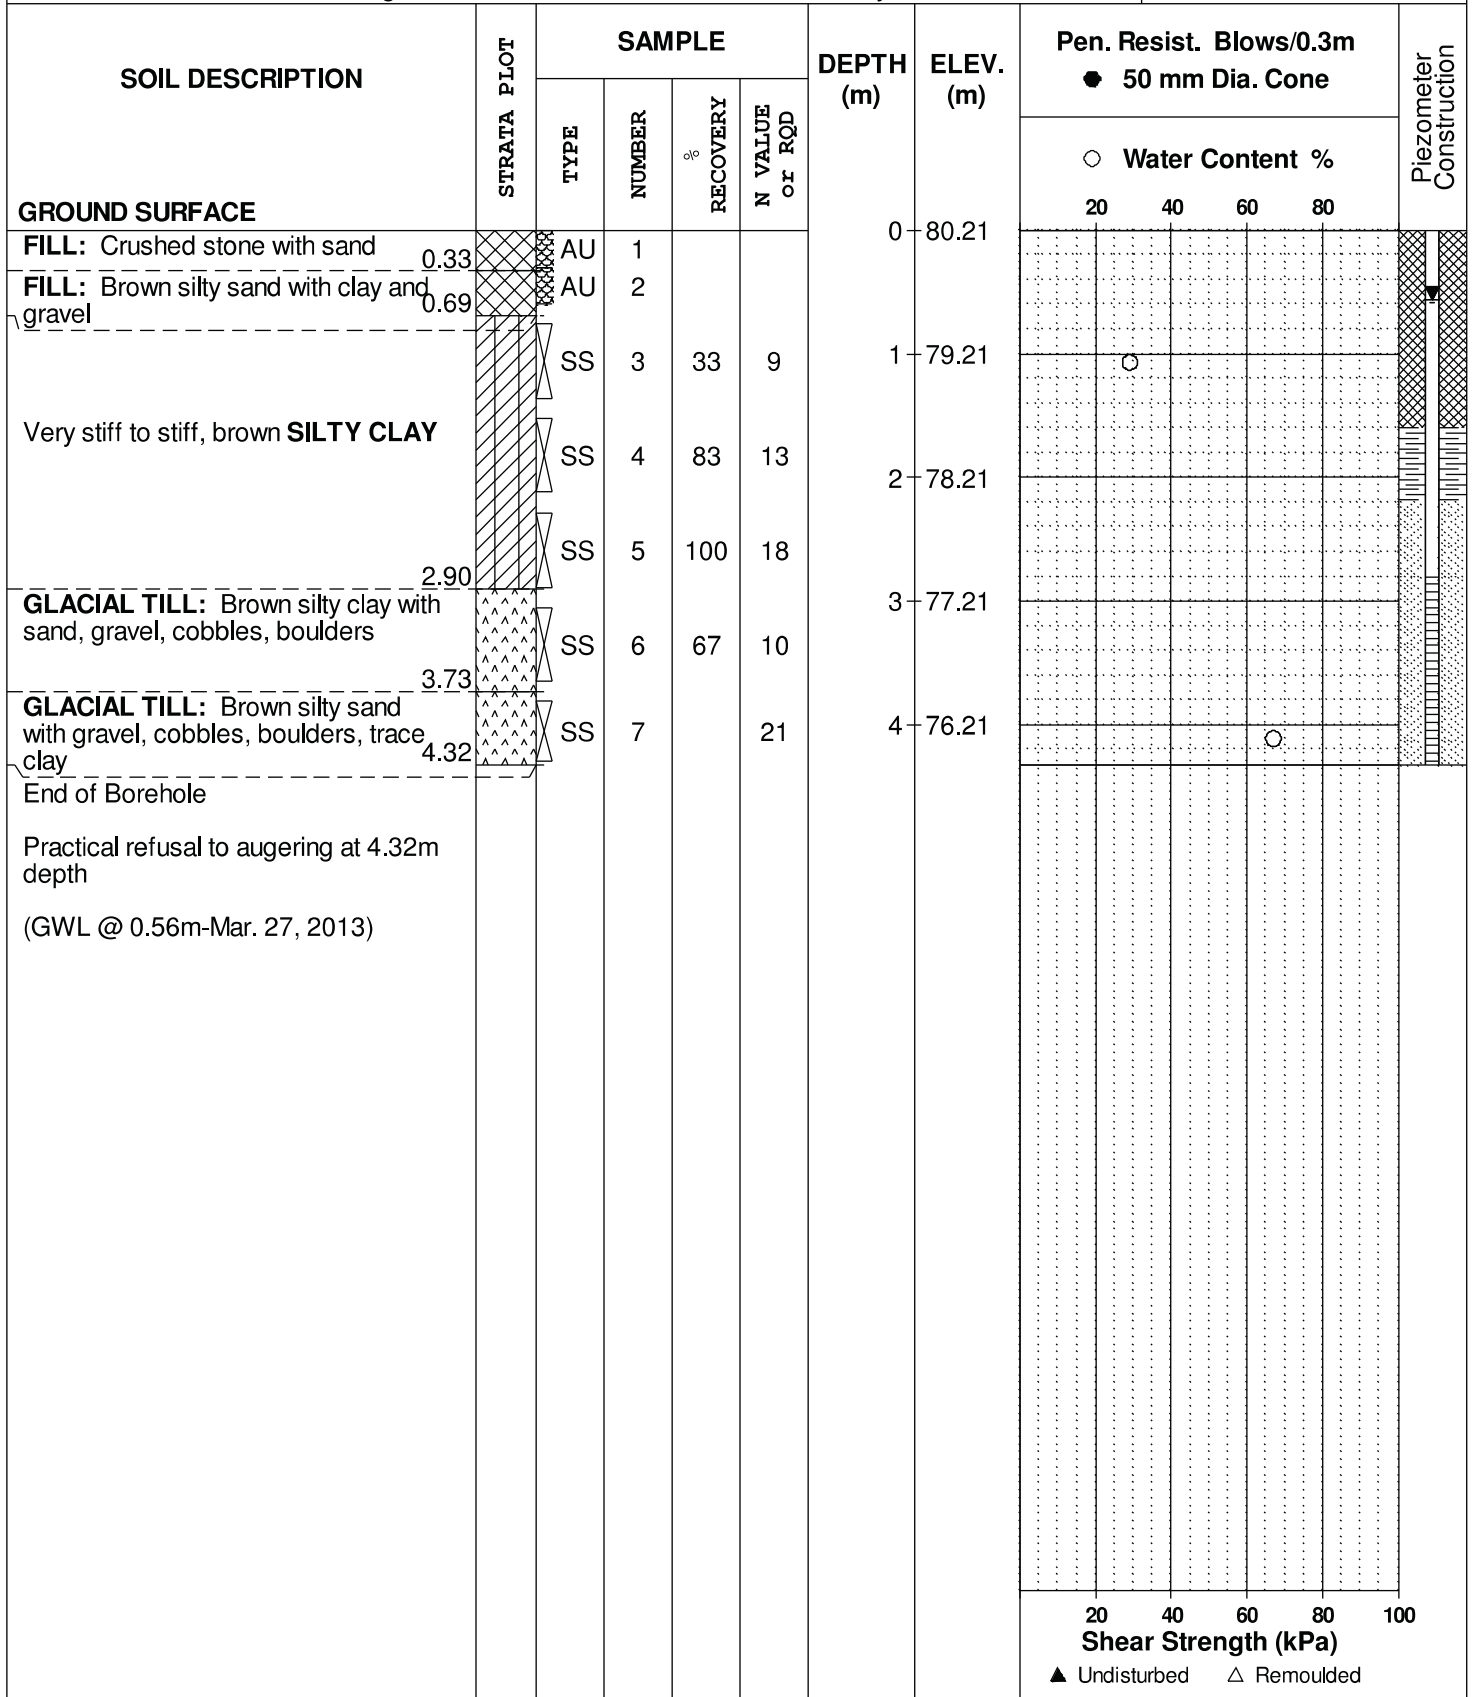 SOIL DESCRIPTION
GROUND SURFACE
STRATA PLOT
SAMPLE
TYPE
NUMBER
% RECOVERY
N VALUE or RQD
DEPTH (m)
ELEV. (m)
Pen. Resist. Blows/0.3m
● 50 mm Dia. Cone
○ Water Content %
20 40 60 80
Piezometer Construction
0 80.21
FILL: Crushed stone with sand
0.33
AU 1
FILL: Brown silty sand with clay and
gravel
0.69
AU 2
SS 3 33 9
1 79.21
Very stiff to stiff, brown SILTY CLAY
SS 4 83 13
2 78.21
SS 5 100 18
2.90
GLACIAL TILL: Brown silty clay with
sand, gravel, cobbles, boulders
3 77.21
SS 6 67 10
3.73
GLACIAL TILL: Brown silty sand
with gravel, cobbles, boulders, trace
clay
4.32
SS 7 21
4 76.21
End of Borehole
Practical refusal to augering at 4.32m
depth
(GWL @ 0.56m-Mar. 27, 2013)
20 40 60 80 100
Shear Strength (kPa)
▲ Undisturbed △ Remoulded